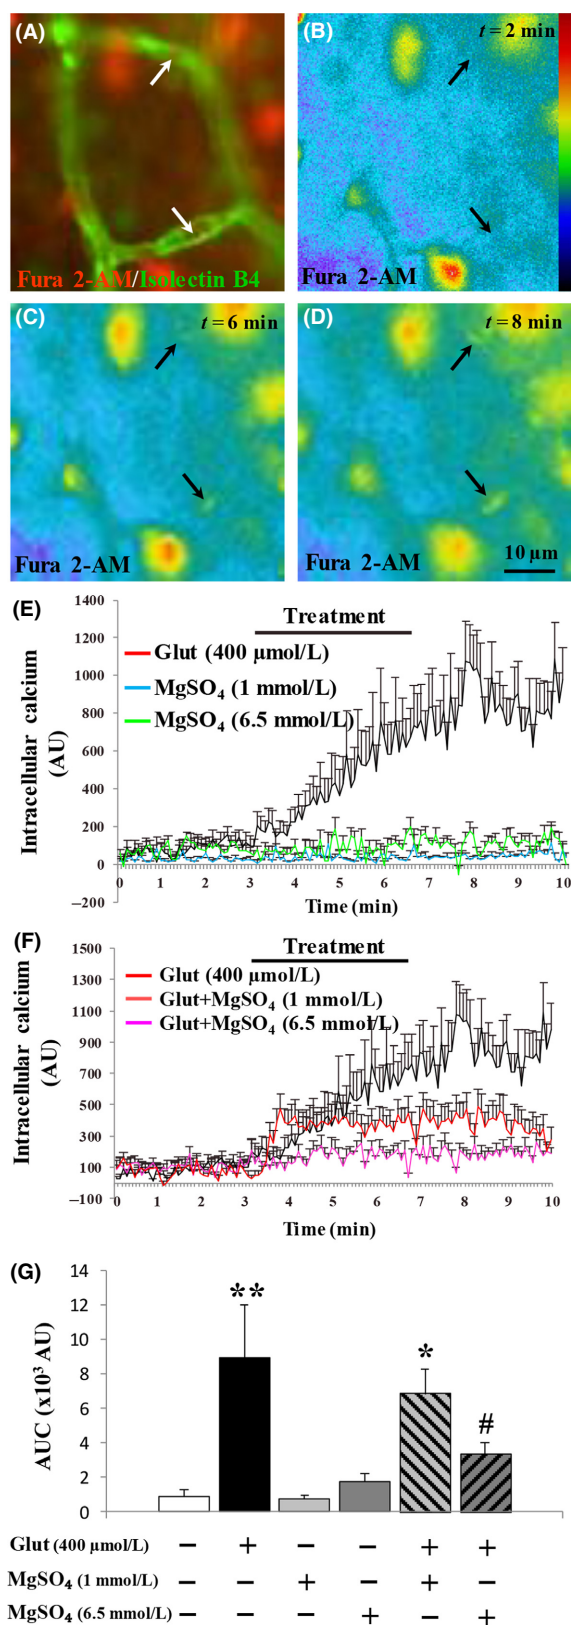 (A)
Fura 2-AM/Isolectin B4
(B)
t = 2 min
Fura 2-AM
(C)
t = 6 min
Fura 2-AM
(D)
t = 8 min
Fura 2-AM
10 µm
(E)
Intracellular calcium
(AU)
1400
1200
1000
800
600
400
200
0
–200
Treatment
Glut (400 µmol/L)
MgSO₄ (1 mmol/L)
MgSO₄ (6.5 mmol/L)
0 1 2 3 4 5 6 7 8 9 10
Time (min)
(F)
Intracellular calcium
(AU)
1500
1300
1100
900
700
500
300
100
–100
Treatment
Glut (400 µmol/L)
Glut+MgSO₄ (1 mmol/L)
Glut+MgSO₄ (6.5 mmol/L)
0 1 2 3 4 5 6 7 8 9 10
Time (min)
(G)
AUC (x10³ AU)
14
12
10
8
6
4
2
0
**
*
#
Glut (400 µmol/L) – + – – + +
MgSO₄ (1 mmol/L) – – + – + –
MgSO₄ (6.5 mmol/L) – – – + – +